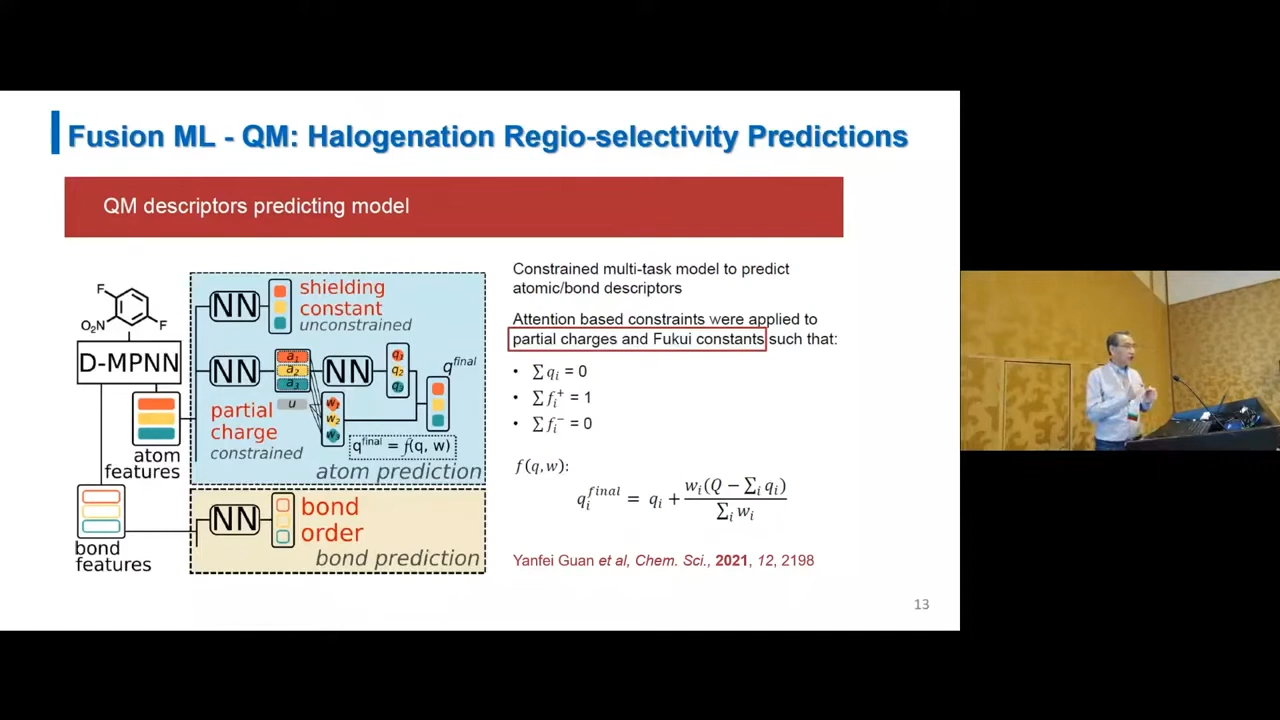 Fusion ML - QM: Halogenation Regio-selectivity Predictions
QM descriptors predicting model
F
O₂N
F
D-MPNN
atom
features
bond
features
NN
shielding
constant
unconstrained
NN
a₁
a₂
a₃
u
NN
w₁
w₂
w₃
q₁
q₂
q₃
q^final
partial
charge
constrained
q^final = f(q, w)
atom prediction
NN
bond
order
bond prediction
Constrained multi-task model to predict
atomic/bond descriptors
Attention based constraints were applied to
partial charges and Fukui constants such that:
• ∑ qᵢ = 0
• ∑ fᵢ⁺ = 1
• ∑ fᵢ⁻ = 0
f(q, w):
qᵢ^final = qᵢ + wᵢ(Q − ∑ᵢ qᵢ) / ∑ᵢ wᵢ
Yanfei Guan et al, Chem. Sci., 2021, 12, 2198
13